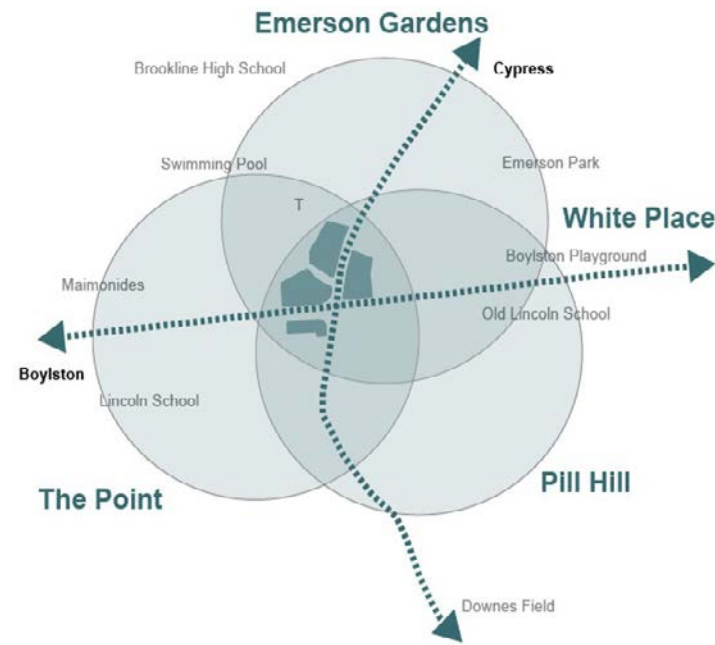 Emerson Gardens
Brookline High School
Cypress
Swimming Pool
Emerson Park
T
White Place
Boylston Playground
Maimonides
Old Lincoln School
Boylston
Lincoln School
The Point
Pill Hill
Downes Field